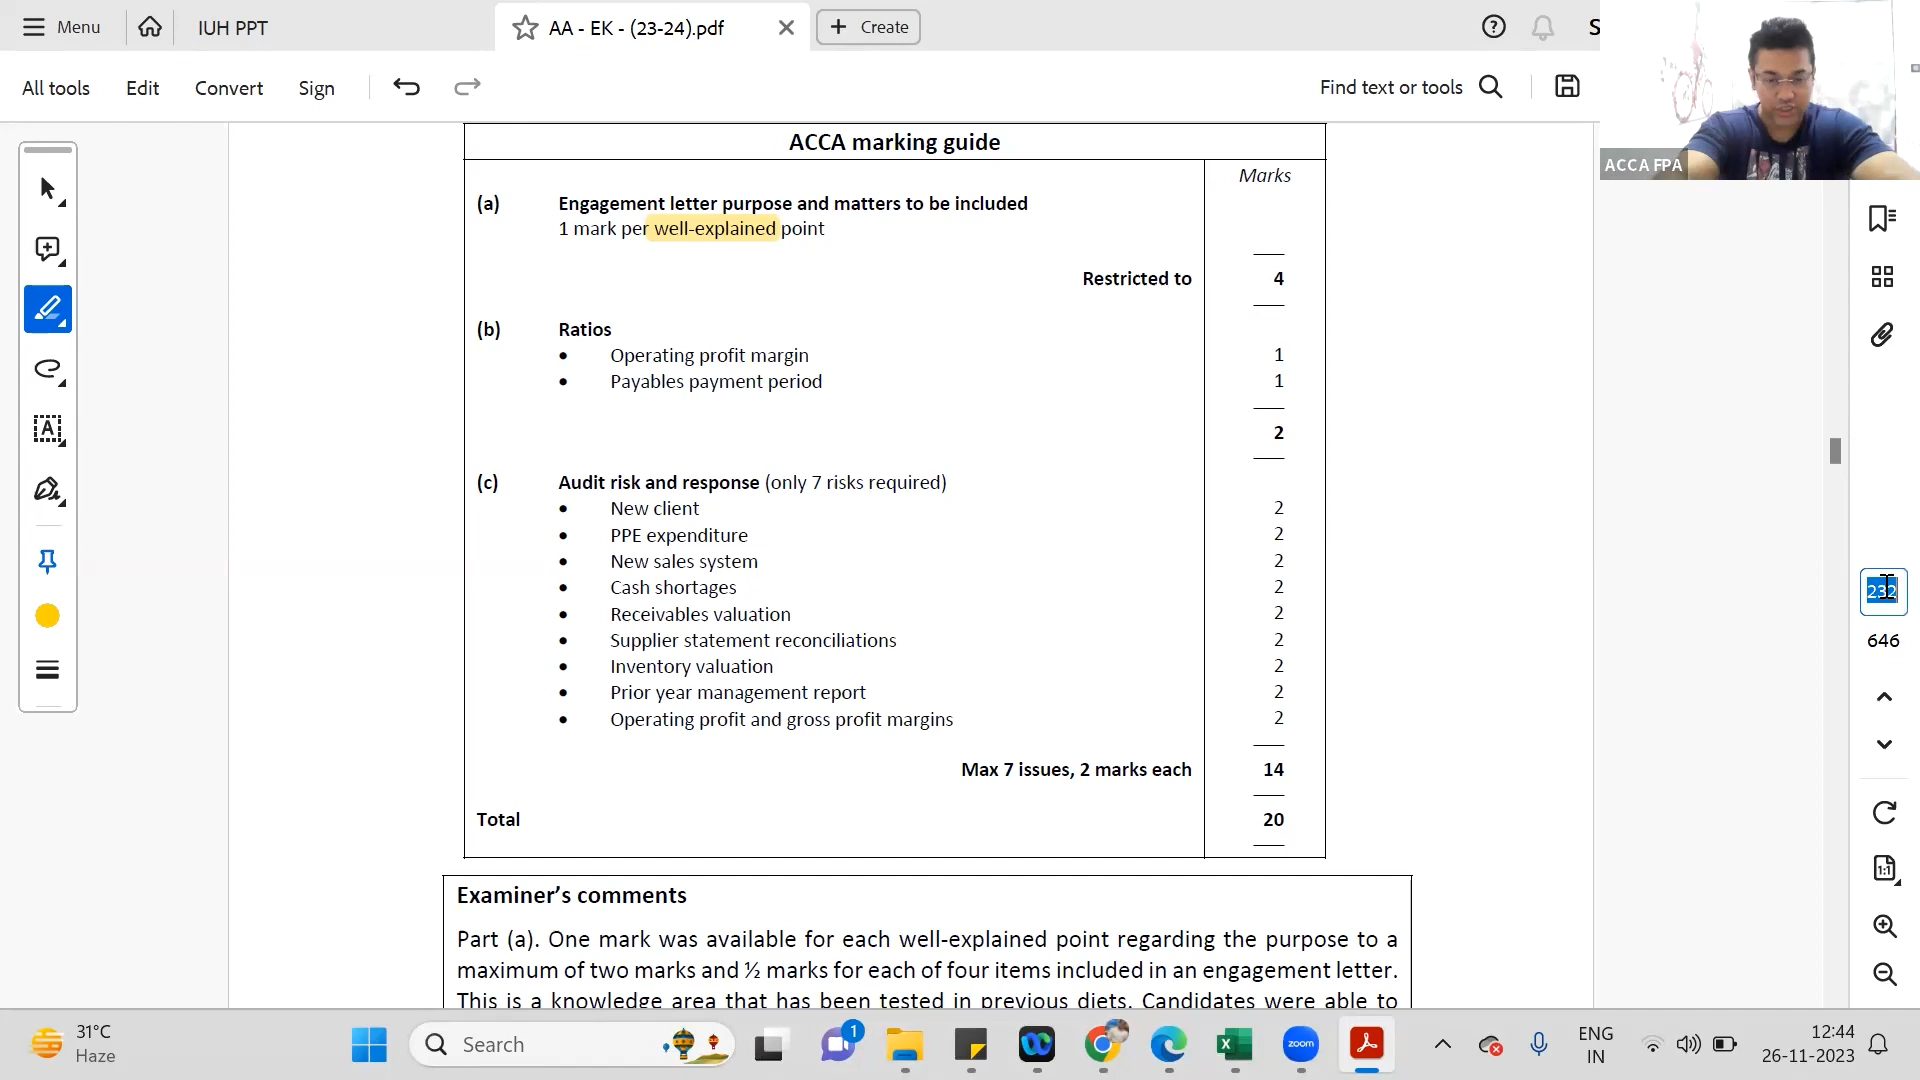 Menu
IUH PPT
AA - EK - (23-24).pdf
Create
All tools
Edit
Convert
Sign
Find text or tools
ACCA FPA
ACCA marking guide
Marks
(a) Engagement letter purpose and matters to be included
1 mark per well-explained point
Restricted to 4
(b) Ratios
• Operating profit margin 1
• Payables payment period 1
2
(c) Audit risk and response (only 7 risks required)
• New client 2
• PPE expenditure 2
• New sales system 2
• Cash shortages 2
• Receivables valuation 2
• Supplier statement reconciliations 2
• Inventory valuation 2
• Prior year management report 2
• Operating profit and gross profit margins 2
Max 7 issues, 2 marks each 14
Total 20
Examiner’s comments
Part (a). One mark was available for each well-explained point regarding the purpose to a
maximum of two marks and ½ marks for each of four items included in an engagement letter.
This is a knowledge area that has been tested in previous diets. Candidates were able to
232
646
1:1
31°C
Haze
Search
1
zoom
ENG
IN
12:44
26-11-2023